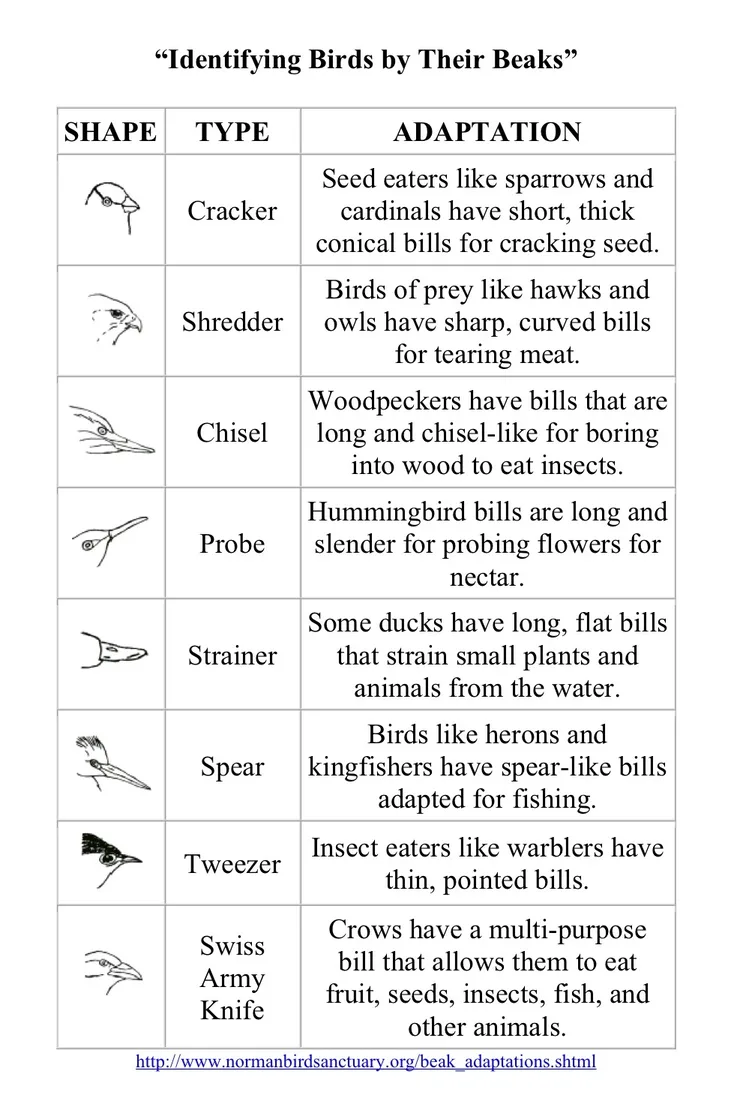 “Identifying Birds by Their Beaks”
SHAPE TYPE ADAPTATION
Cracker
Seed eaters like sparrows and
cardinals have short, thick
conical bills for cracking seed.
Shredder
Birds of prey like hawks and
owls have sharp, curved bills
for tearing meat.
Chisel
Woodpeckers have bills that are
long and chisel-like for boring
into wood to eat insects.
Probe
Hummingbird bills are long and
slender for probing flowers for
nectar.
Strainer
Some ducks have long, flat bills
that strain small plants and
animals from the water.
Spear
Birds like herons and
kingfishers have spear-like bills
adapted for fishing.
Tweezer
Insect eaters like warblers have
thin, pointed bills.
Swiss
Army
Knife
Crows have a multi-purpose
bill that allows them to eat
fruit, seeds, insects, fish, and
other animals.
http://www.normanbirdsanctuary.org/beak_adaptations.shtml